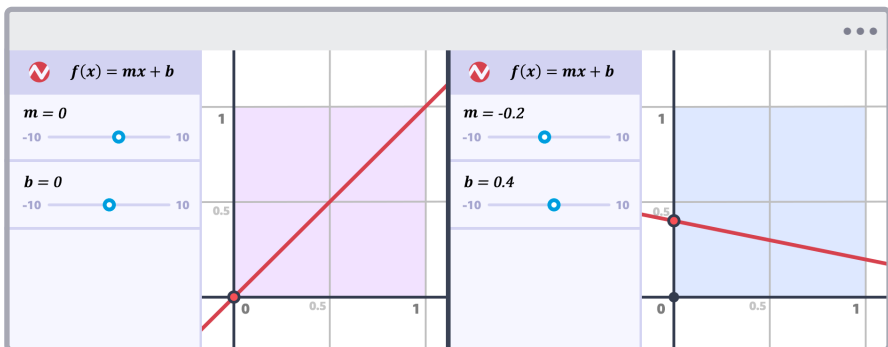 f(x) = mx + b
m = 0
-10 10
b = 0
-10 10
1
0.5
0 0.5 1
f(x) = mx + b
m = -0.2
-10 10
b = 0.4
-10 10
1
0.5
0 0.5 1